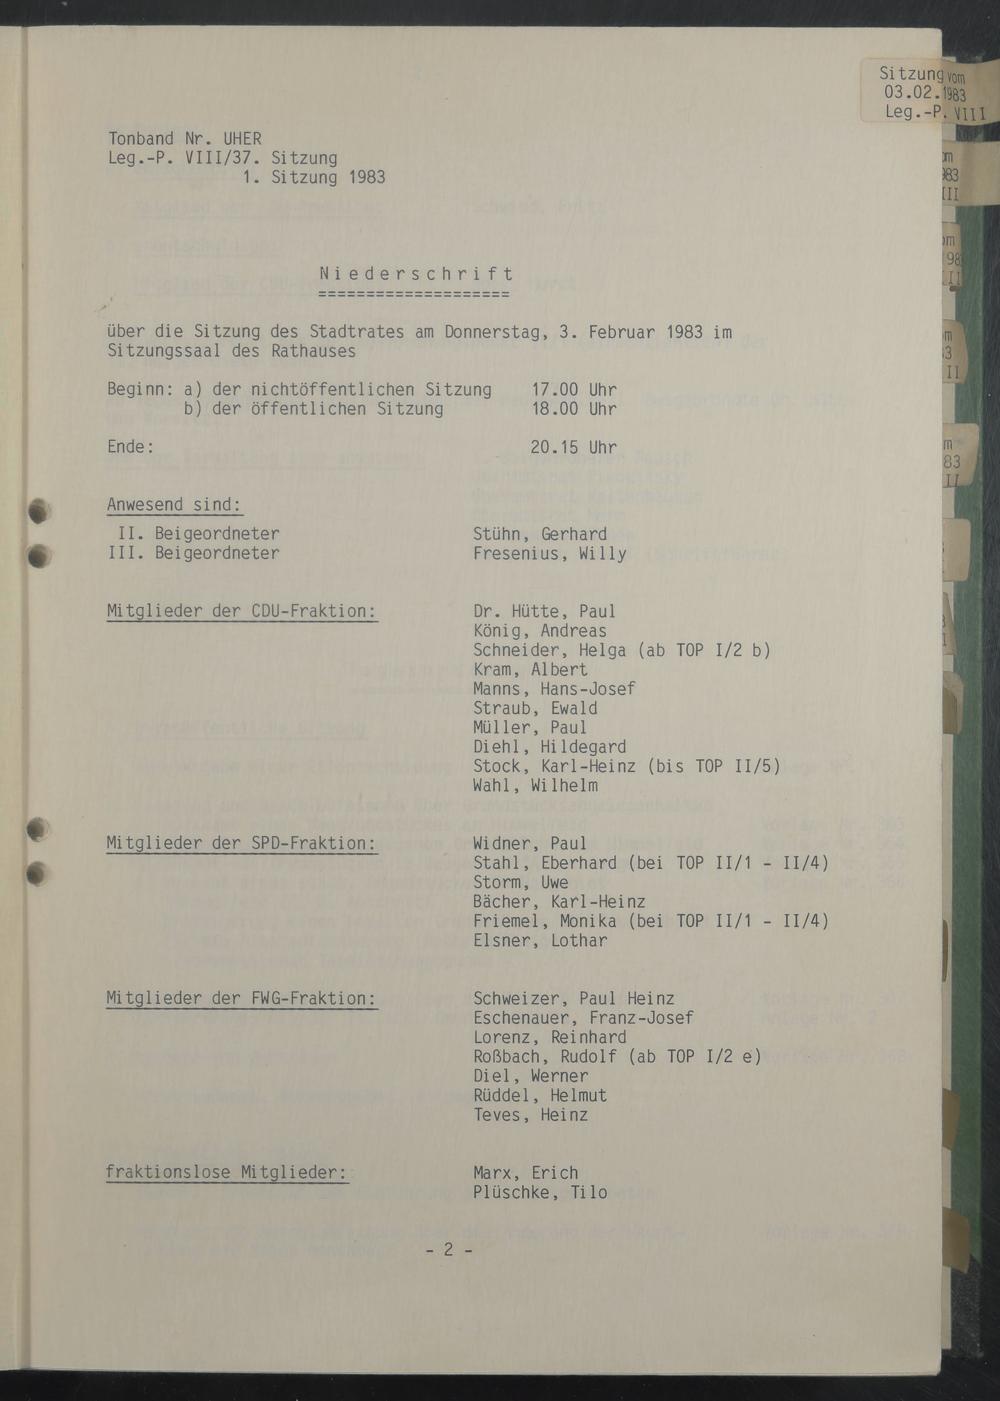 Sitzung vom
03.02.1983
Leg.-P. VIII
Tonband Nr. UHER
Leg.-P. VIII/37. Sitzung
1. Sitzung 1983
Niederschrift
====================
über die Sitzung des Stadtrates am Donnerstag, 3. Februar 1983 im
Sitzungssaal des Rathauses
Beginn: a) der nichtöffentlichen Sitzung 17.00 Uhr
b) der öffentlichen Sitzung 18.00 Uhr
Ende: 20.15 Uhr
Anwesend sind:
II. Beigeordneter Stühn, Gerhard
III. Beigeordneter Fresenius, Willy
Mitglieder der CDU-Fraktion: Dr. Hütte, Paul
König, Andreas
Schneider, Helga (ab TOP I/2 b)
Kram, Albert
Manns, Hans-Josef
Straub, Ewald
Müller, Paul
Diehl, Hildegard
Stock, Karl-Heinz (bis TOP II/5)
Wahl, Wilhelm
Mitglieder der SPD-Fraktion: Widner, Paul
Stahl, Eberhard (bei TOP II/1 - II/4)
Storm, Uwe
Bächer, Karl-Heinz
Friemel, Monika (bei TOP II/1 - II/4)
Elsner, Lothar
Mitglieder der FWG-Fraktion: Schweizer, Paul Heinz
Eschenauer, Franz-Josef
Lorenz, Reinhard
Roßbach, Rudolf (ab TOP I/2 e)
Diel, Werner
Rüddel, Helmut
Teves, Heinz
fraktionslose Mitglieder: Marx, Erich
Plüschke, Tilo
- 2 -